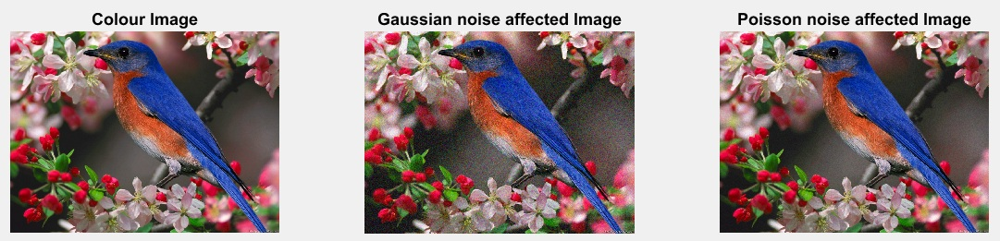 Colour Image
Gaussian noise affected Image
Poisson noise affected Image